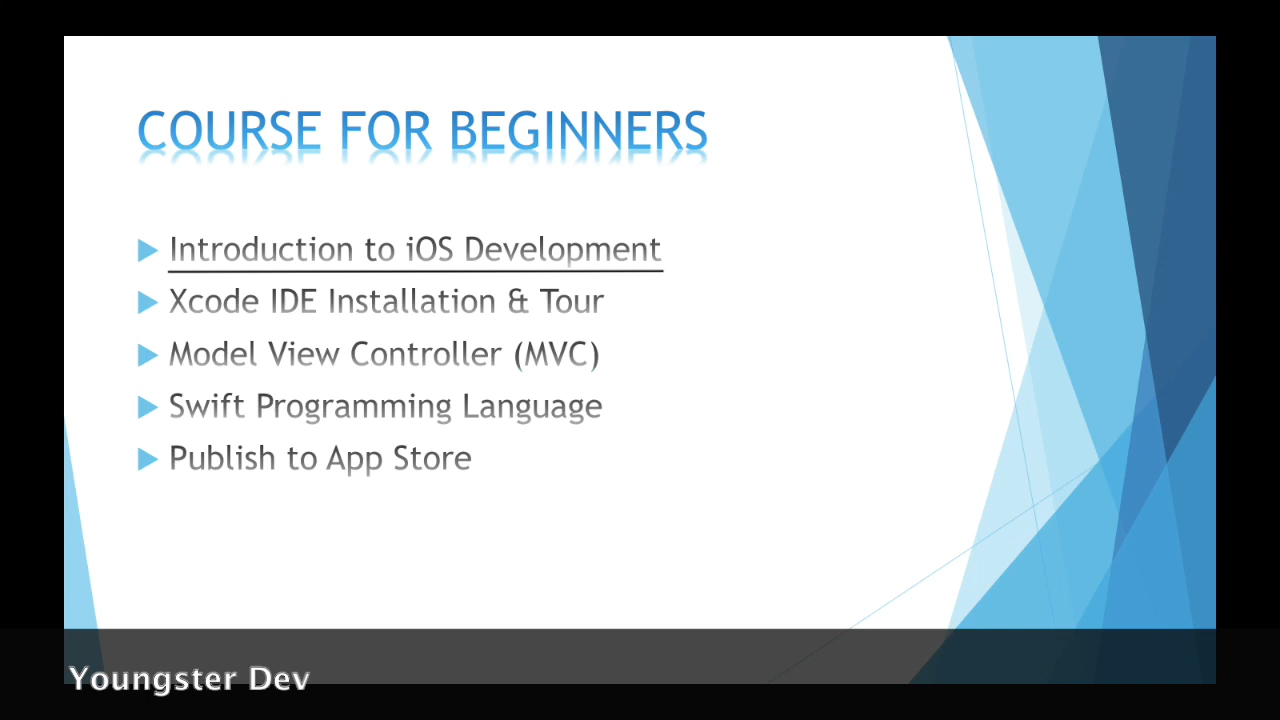 COURSE FOR BEGINNERS
Introduction to iOS Development
Xcode IDE Installation & Tour
Model View Controller (MVC)
Swift Programming Language
Publish to App Store
Youngster Dev